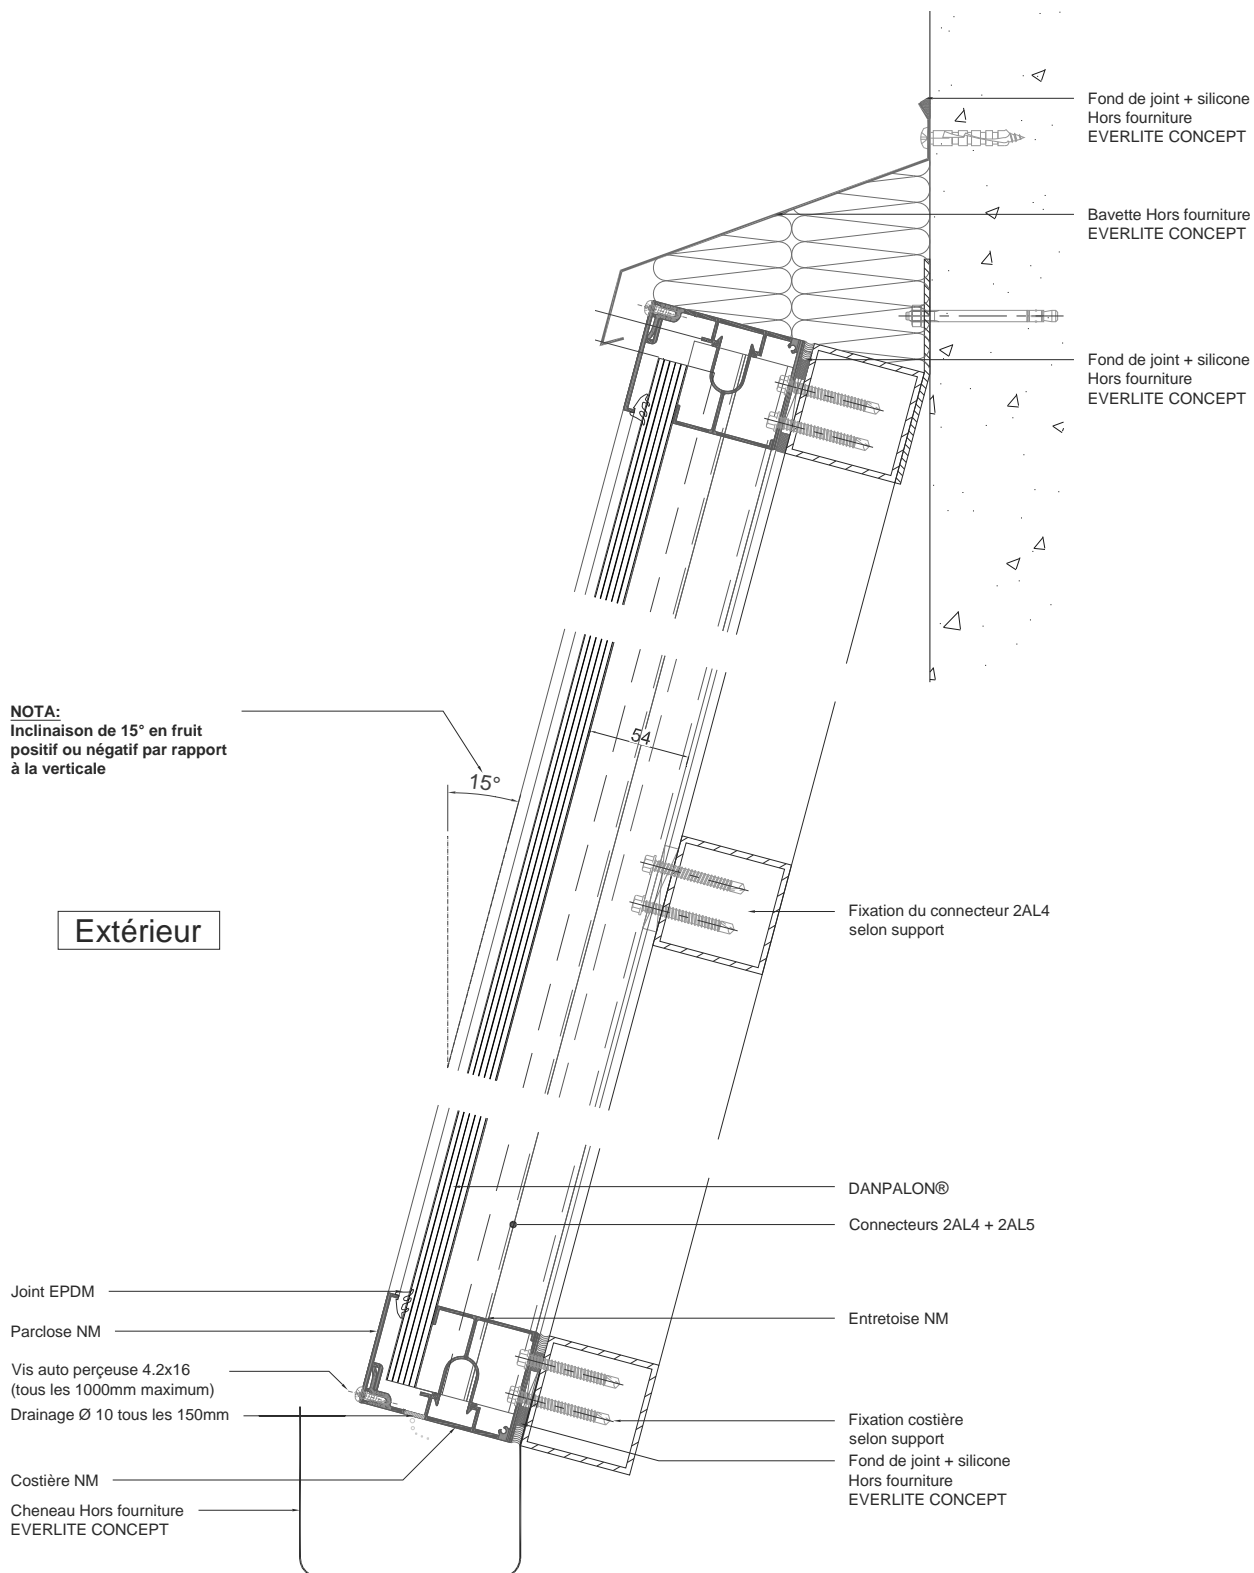 Fond de joint + silicone
Hors fourniture
EVERLITE CONCEPT
Bavette Hors fourniture
EVERLITE CONCEPT
Fond de joint + silicone
Hors fourniture
EVERLITE CONCEPT
NOTA:
Inclinaison de 15° en fruit
positif ou négatif par rapport
à la verticale
54
15°
Extérieur
Fixation du connecteur 2AL4
selon support
DANPALON®
Connecteurs 2AL4 + 2AL5
Joint EPDM
Entretoise NM
Parclose NM
Vis auto perçeuse 4.2x16
(tous les 1000mm maximum)
Drainage Ø 10 tous les 150mm
Fixation costière
selon support
Fond de joint + silicone
Hors fourniture
EVERLITE CONCEPT
Costière NM
Cheneau Hors fourniture
EVERLITE CONCEPT